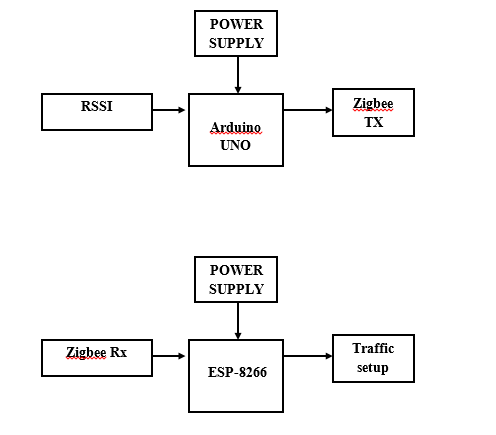 POWER
SUPPLY
RSSI
Arduino
UNO
Zigbee
TX
POWER
SUPPLY
Zigbee Rx
ESP-8266
Traffic
setup